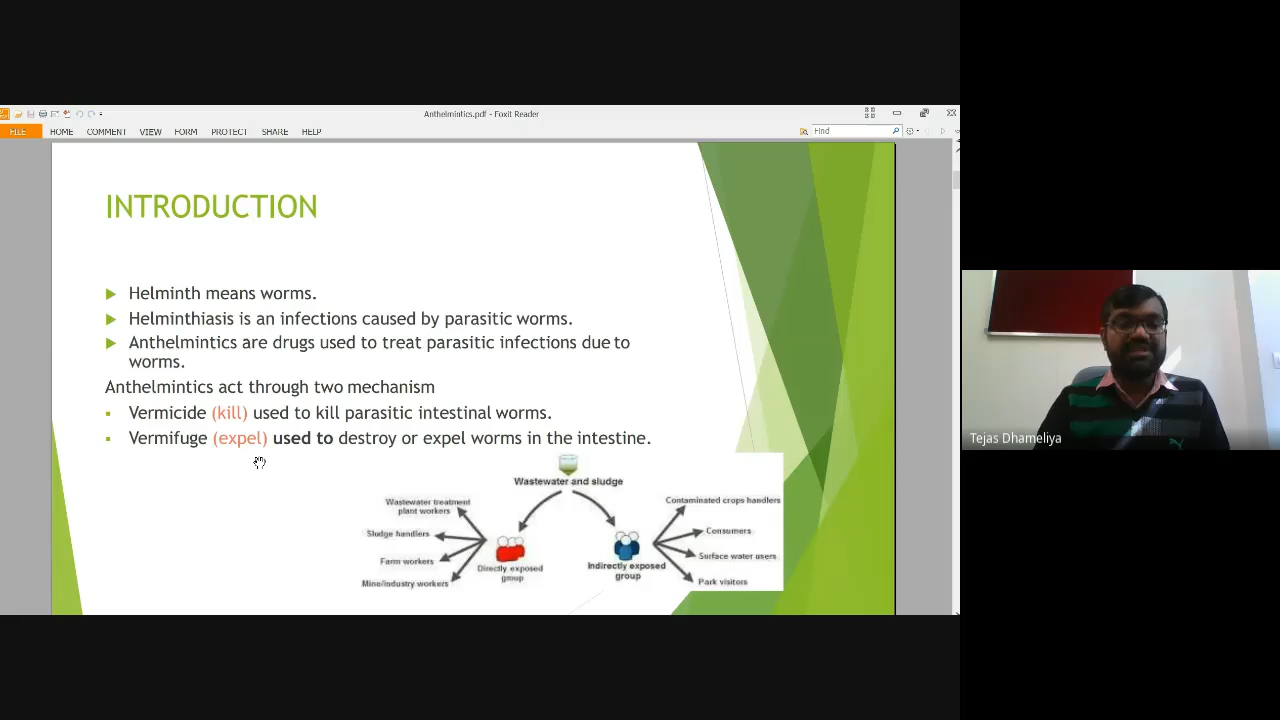 Anthelmintics.pdf - Foxit Reader
FILE HOME COMMENT VIEW FORM PROTECT SHARE HELP
Find
INTRODUCTION
Helminth means worms.
Helminthiasis is an infections caused by parasitic worms.
Anthelmintics are drugs used to treat parasitic infections due to
worms.
Anthelmintics act through two mechanism
Vermicide (kill) used to kill parasitic intestinal worms.
Vermifuge (expel) used to destroy or expel worms in the intestine.
Wastewater and sludge
Wastewater treatment
plant workers
Sludge handlers
Farm workers
Mine/industry workers
Directly exposed
group
Indirectly exposed
group
Contaminated crops handlers
Consumers
Surface water users
Park visitors
Tejas Dhameliya